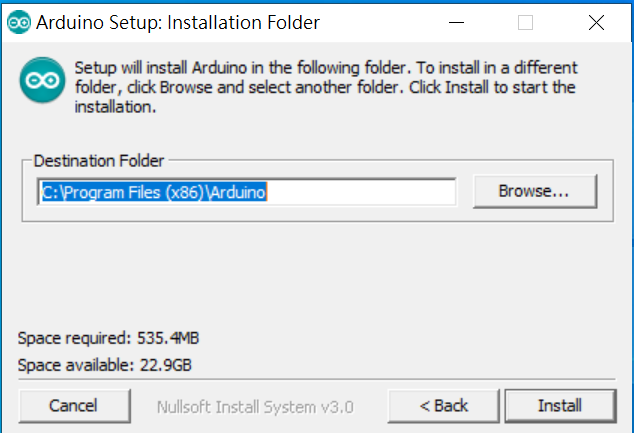 Arduino Setup: Installation Folder
Setup will install Arduino in the following folder. To install in a different
folder, click Browse and select another folder. Click Install to start the
installation.
Destination Folder
C:\Program Files (x86)\Arduino
Browse...
Space required: 535.4MB
Space available: 22.9GB
Cancel
Nullsoft Install System v3.0
< Back
Install